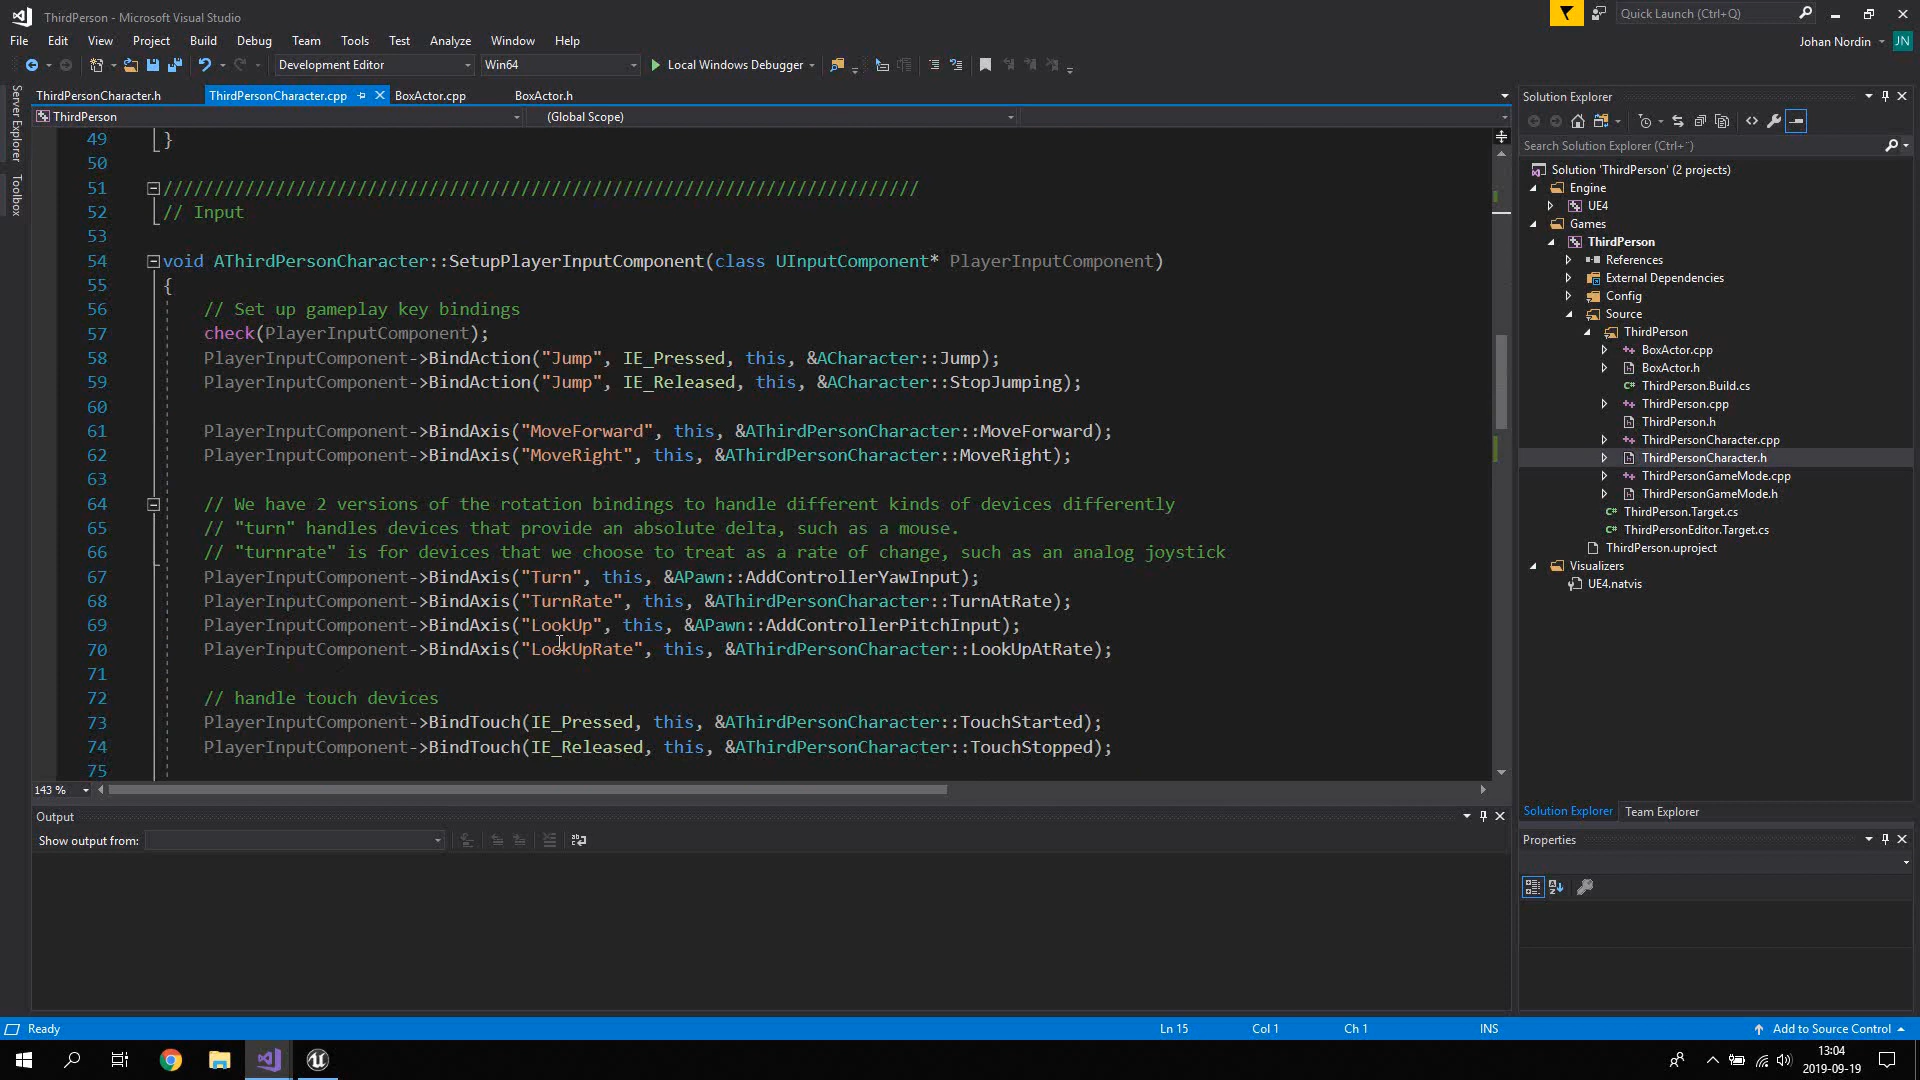 ThirdPerson - Microsoft Visual Studio
Quick Launch (Ctrl+Q)
File Edit View Project Build Debug Team Tools Test Analyze Window Help
Johan Nordin JN
Development Editor Win64 Local Windows Debugger
Server Explorer
Toolbox
ThirdPersonCharacter.h ThirdPersonCharacter.cpp BoxActor.cpp BoxActor.h
ThirdPerson (Global Scope)
49 }
50
51 //////////////////////////////////////////////////////////////////////////
52 // Input
53
54 void AThirdPersonCharacter::SetupPlayerInputComponent(class UInputComponent* PlayerInputComponent)
55 {
56 // Set up gameplay key bindings
57 check(PlayerInputComponent);
58 PlayerInputComponent->BindAction("Jump", IE_Pressed, this, &ACharacter::Jump);
59 PlayerInputComponent->BindAction("Jump", IE_Released, this, &ACharacter::StopJumping);
60
61 PlayerInputComponent->BindAxis("MoveForward", this, &AThirdPersonCharacter::MoveForward);
62 PlayerInputComponent->BindAxis("MoveRight", this, &AThirdPersonCharacter::MoveRight);
63
64 // We have 2 versions of the rotation bindings to handle different kinds of devices differently
65 // "turn" handles devices that provide an absolute delta, such as a mouse.
66 // "turnrate" is for devices that we choose to treat as a rate of change, such as an analog joystick
67 PlayerInputComponent->BindAxis("Turn", this, &APawn::AddControllerYawInput);
68 PlayerInputComponent->BindAxis("TurnRate", this, &AThirdPersonCharacter::TurnAtRate);
69 PlayerInputComponent->BindAxis("LookUp", this, &APawn::AddControllerPitchInput);
70 PlayerInputComponent->BindAxis("LookUpRate", this, &AThirdPersonCharacter::LookUpAtRate);
71
72 // handle touch devices
73 PlayerInputComponent->BindTouch(IE_Pressed, this, &AThirdPersonCharacter::TouchStarted);
74 PlayerInputComponent->BindTouch(IE_Released, this, &AThirdPersonCharacter::TouchStopped);
75
143 %
Output
Show output from:
Solution Explorer
Search Solution Explorer (Ctrl+¨)
Solution 'ThirdPerson' (2 projects)
Engine
UE4
Games
ThirdPerson
References
External Dependencies
Config
Source
ThirdPerson
BoxActor.cpp
BoxActor.h
ThirdPerson.Build.cs
ThirdPerson.cpp
ThirdPerson.h
ThirdPersonCharacter.cpp
ThirdPersonCharacter.h
ThirdPersonGameMode.cpp
ThirdPersonGameMode.h
ThirdPerson.Target.cs
ThirdPersonEditor.Target.cs
ThirdPerson.uproject
Visualizers
UE4.natvis
Solution Explorer Team Explorer
Properties
Ready Ln 15 Col 1 Ch 1 INS Add to Source Control
13:04
2019-09-19